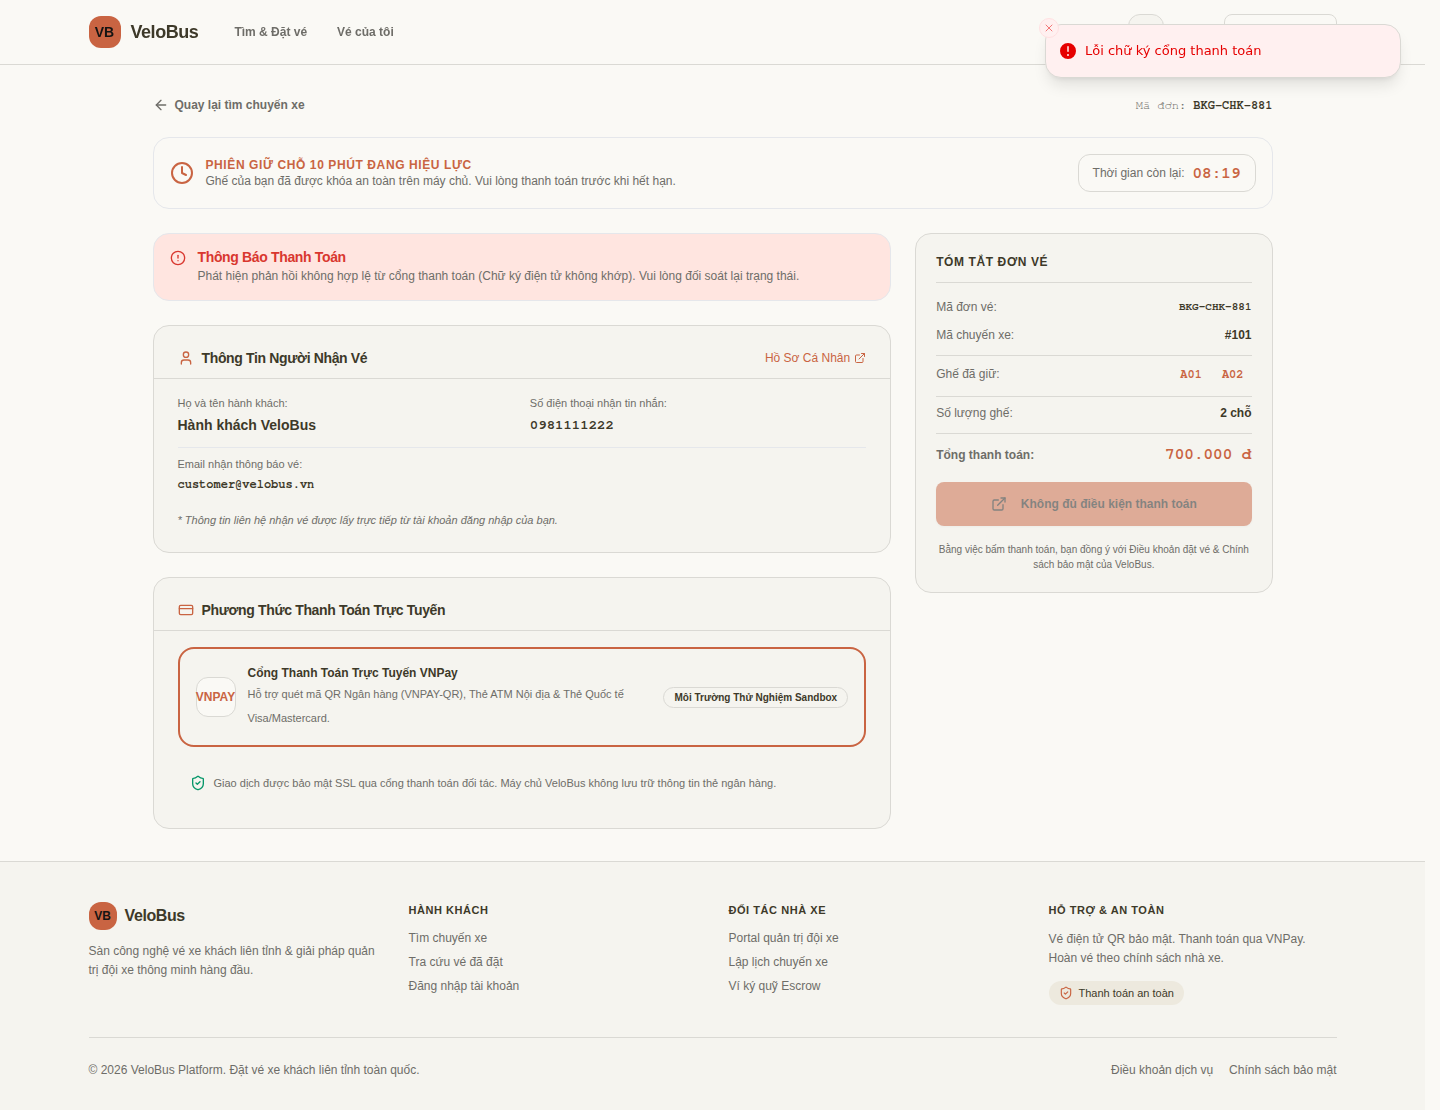 VB VeloBus Tìm & Đặt vé Vé của tôi
Lỗi chữ ký cổng thanh toán
Quay lại tìm chuyến xe
Mã đơn: BKG-CHK-881
PHIÊN GIỮ CHỖ 10 PHÚT ĐANG HIỆU LỰC
Ghế của bạn đã được khóa an toàn trên máy chủ. Vui lòng thanh toán trước khi hết hạn.
Thời gian còn lại: 08:19
Thông Báo Thanh Toán
Phát hiện phản hồi không hợp lệ từ cổng thanh toán (Chữ ký điện tử không khớp). Vui lòng đối soát lại trạng thái.
Thông Tin Người Nhận Vé
Hồ Sơ Cá Nhân
Họ và tên hành khách:
Hành khách VeloBus
Số điện thoại nhận tin nhắn:
0981111222
Email nhận thông báo vé:
customer@velobus.vn
* Thông tin liên hệ nhận vé được lấy trực tiếp từ tài khoản đăng nhập của bạn.
Phương Thức Thanh Toán Trực Tuyến
VNPAY
Cổng Thanh Toán Trực Tuyến VNPay
Hỗ trợ quét mã QR Ngân hàng (VNPAY-QR), Thẻ ATM Nội địa & Thẻ Quốc tế
Visa/Mastercard.
Môi Trường Thử Nghiệm Sandbox
Giao dịch được bảo mật SSL qua cổng thanh toán đối tác. Máy chủ VeloBus không lưu trữ thông tin thẻ ngân hàng.
TÓM TẮT ĐƠN VÉ
Mã đơn vé: BKG-CHK-881
Mã chuyến xe: #101
Ghế đã giữ: A01 A02
Số lượng ghế: 2 chỗ
Tổng thanh toán: 700.000 đ
Không đủ điều kiện thanh toán
Bằng việc bấm thanh toán, bạn đồng ý với Điều khoản đặt vé & Chính
sách bảo mật của VeloBus.
VB VeloBus
Sàn công nghệ vé xe khách liên tỉnh & giải pháp quản
trị đội xe thông minh hàng đầu.
HÀNH KHÁCH
Tìm chuyến xe
Tra cứu vé đã đặt
Đăng nhập tài khoản
ĐỐI TÁC NHÀ XE
Portal quản trị đội xe
Lập lịch chuyến xe
Ví ký quỹ Escrow
HỖ TRỢ & AN TOÀN
Vé điện tử QR bảo mật. Thanh toán qua VNPay.
Hoàn vé theo chính sách nhà xe.
Thanh toán an toàn
© 2026 VeloBus Platform. Đặt vé xe khách liên tỉnh toàn quốc.
Điều khoản dịch vụ Chính sách bảo mật